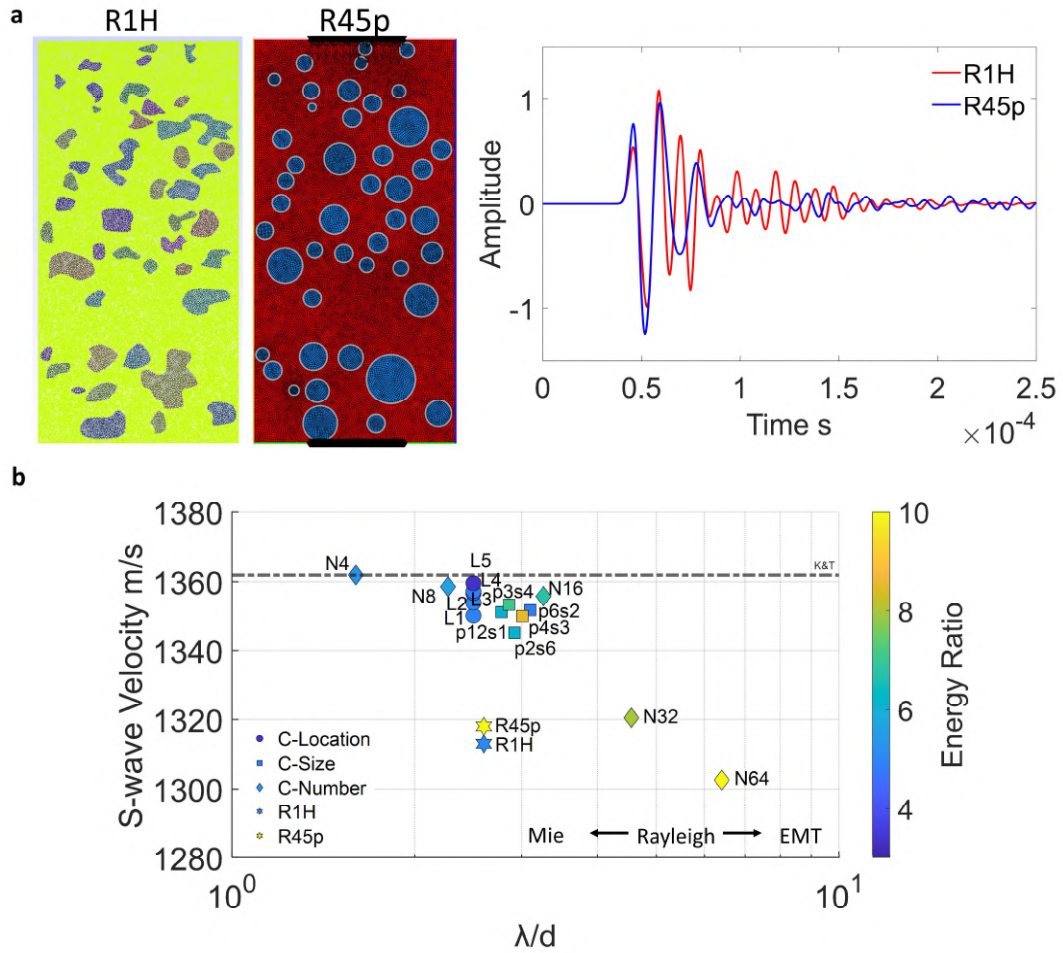 a
R1H
R45p
R1H
R45p
Amplitude
1
0
-1
0
0.5
1
1.5
2
2.5
Time s
×10-4
b
S-wave Velocity m/s
1380
1360
1340
1320
1300
1280
K&T
N4
L5
N8
L4
L3
L2
L1
p3s4
N16
p6s2
p12s1
p4s3
p2s6
R45p
R1H
N32
N64
C-Location
C-Size
C-Number
R1H
R45p
Mie
Rayleigh
EMT
100
101
λ/d
10
8
6
4
Energy Ratio